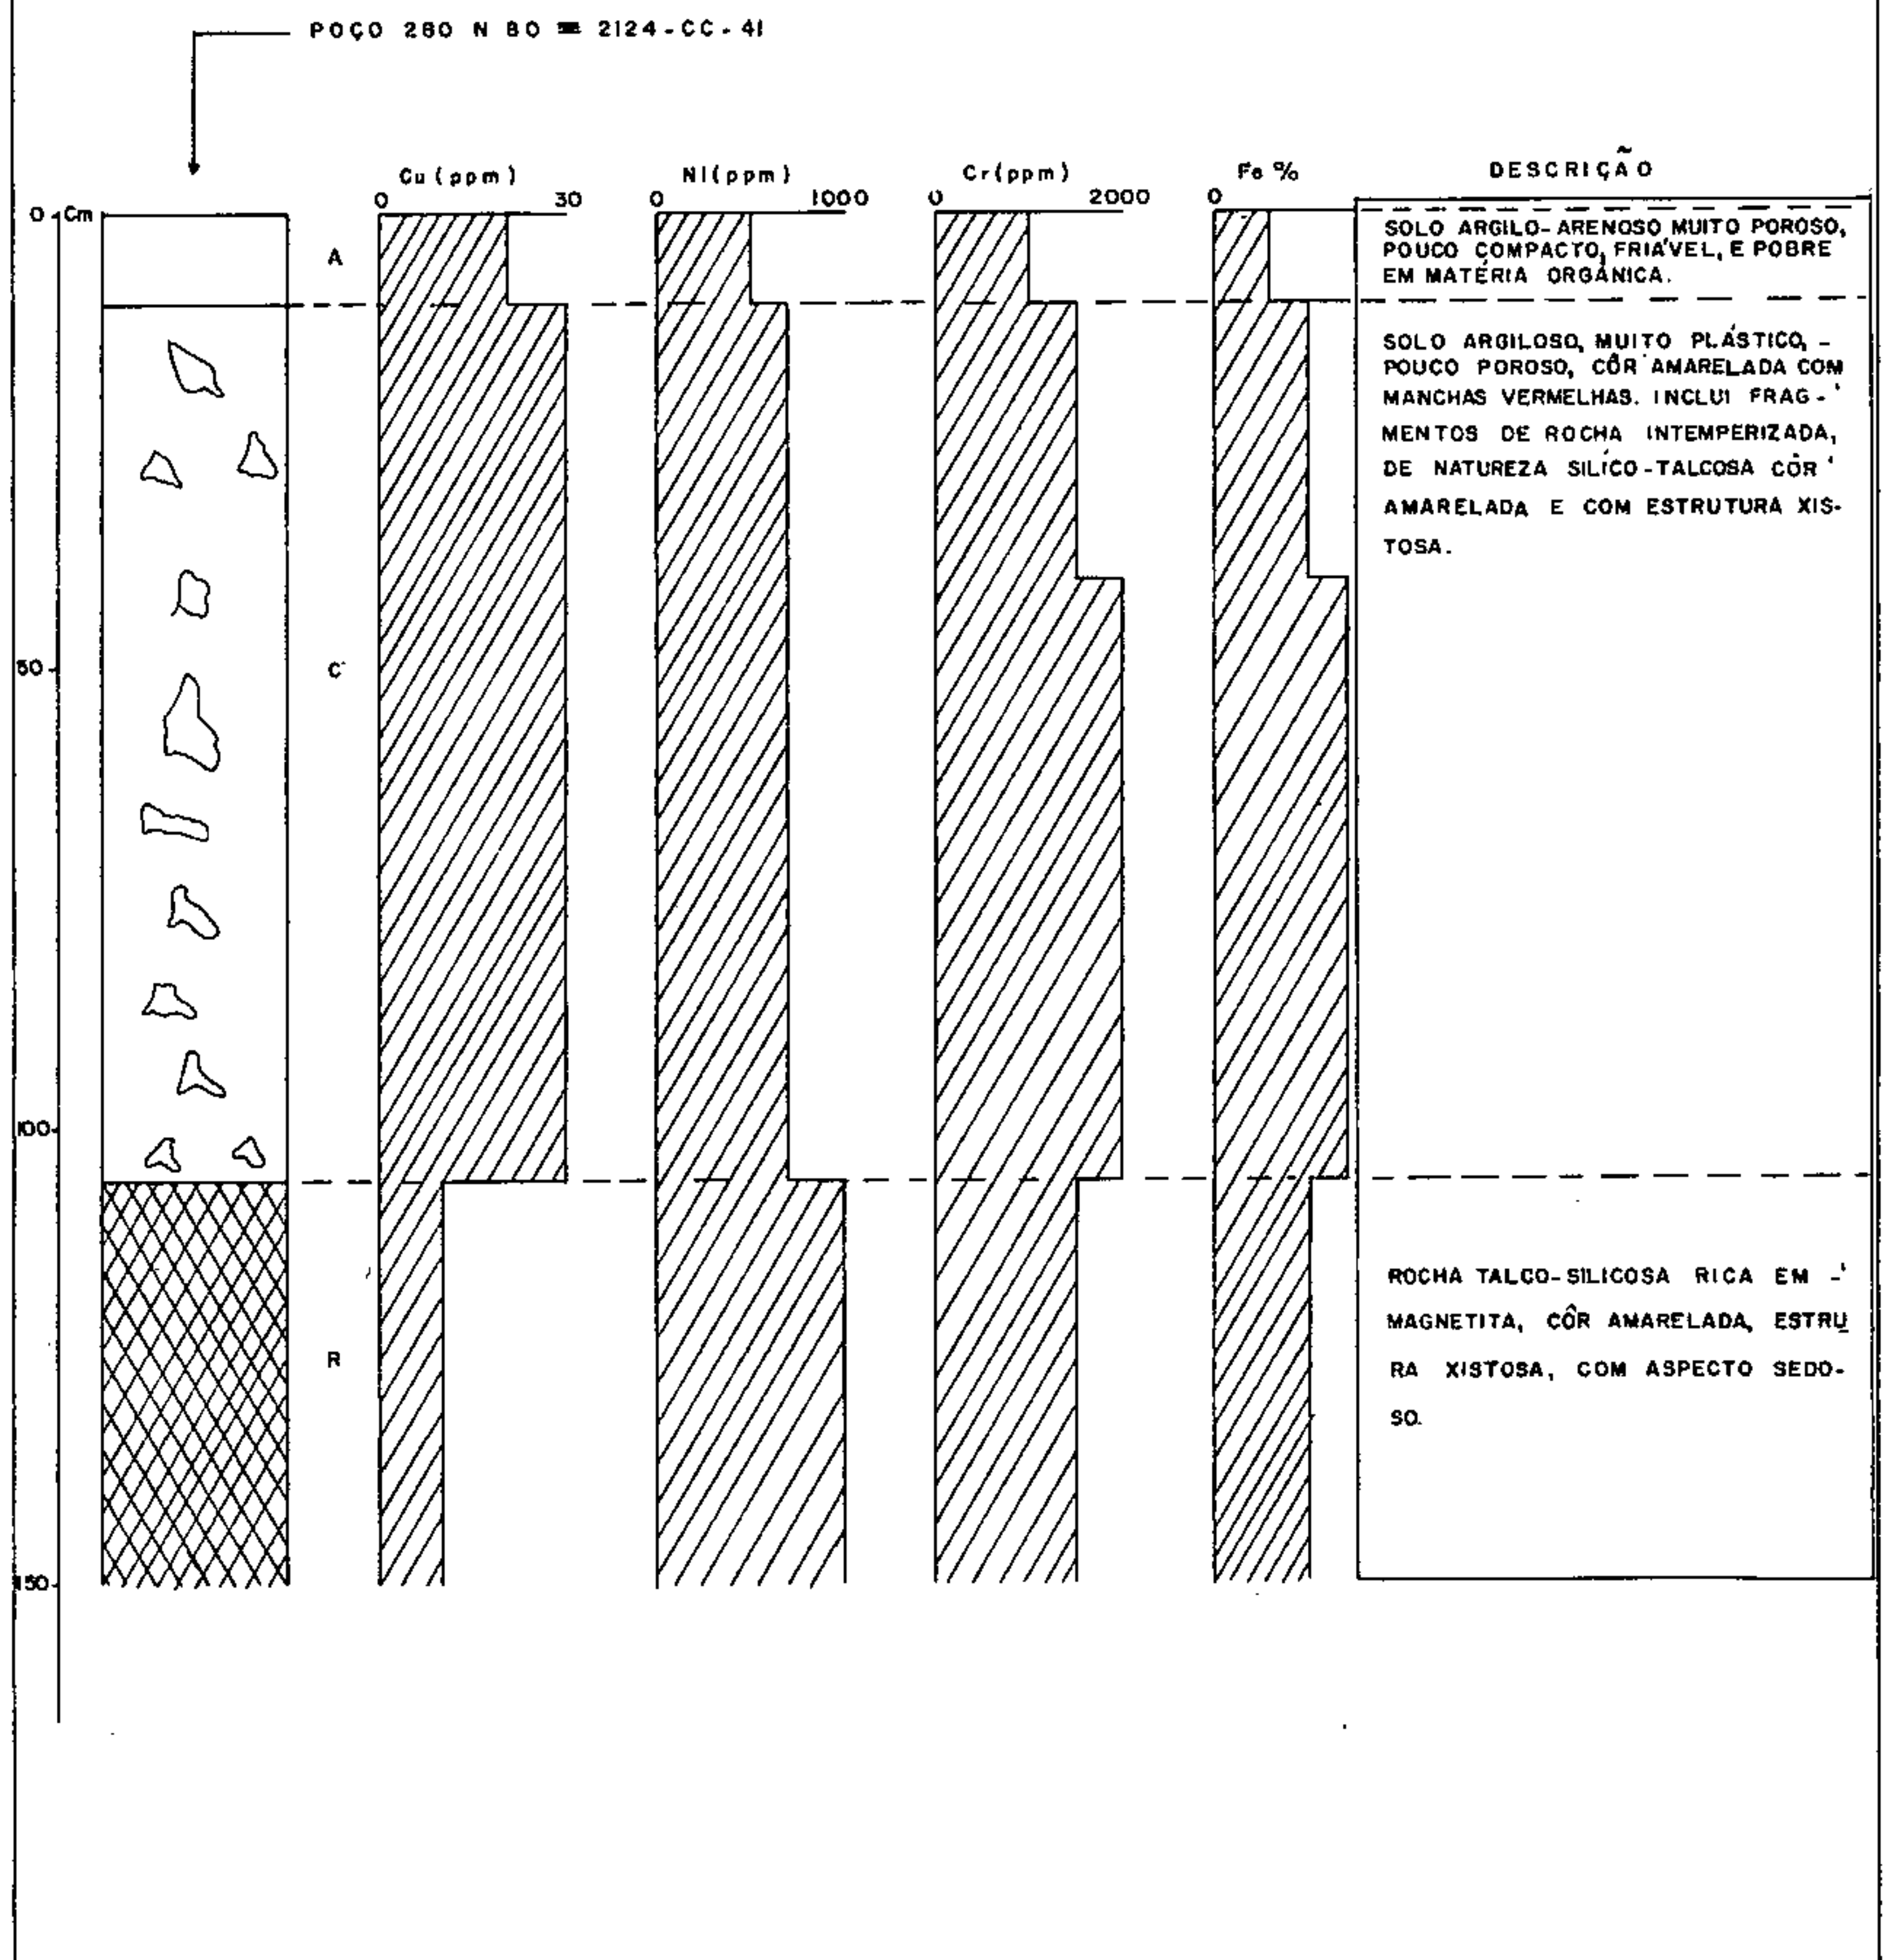 POÇO 280 N 80 = 2124-CC-41
Cu (ppm)
0 30
Ni(ppm)
0 1000
Cr(ppm)
0 2000
Fe %
0
DESCRIÇÃO
0 Cm
50
100
150
A
C
R
SOLO ARGILO-ARENOSO MUITO POROSO,
POUCO COMPACTO, FRIÁVEL, E POBRE
EM MATÉRIA ORGÂNICA.
SOLO ARGILOSO, MUITO PLÁSTICO, -
POUCO POROSO, CÔR AMARELADA COM
MANCHAS VERMELHAS. INCLUI FRAG-'
MENTOS DE ROCHA INTEMPERIZADA,
DE NATUREZA SILÍCO-TALCOSA CÔR '
AMARELADA E COM ESTRUTURA XIS-
TOSA.
ROCHA TALCO-SILICOSA RICA EM -'
MAGNETITA, CÔR AMARELADA, ESTRU
RA XISTOSA, COM ASPECTO SEDO-
SO.